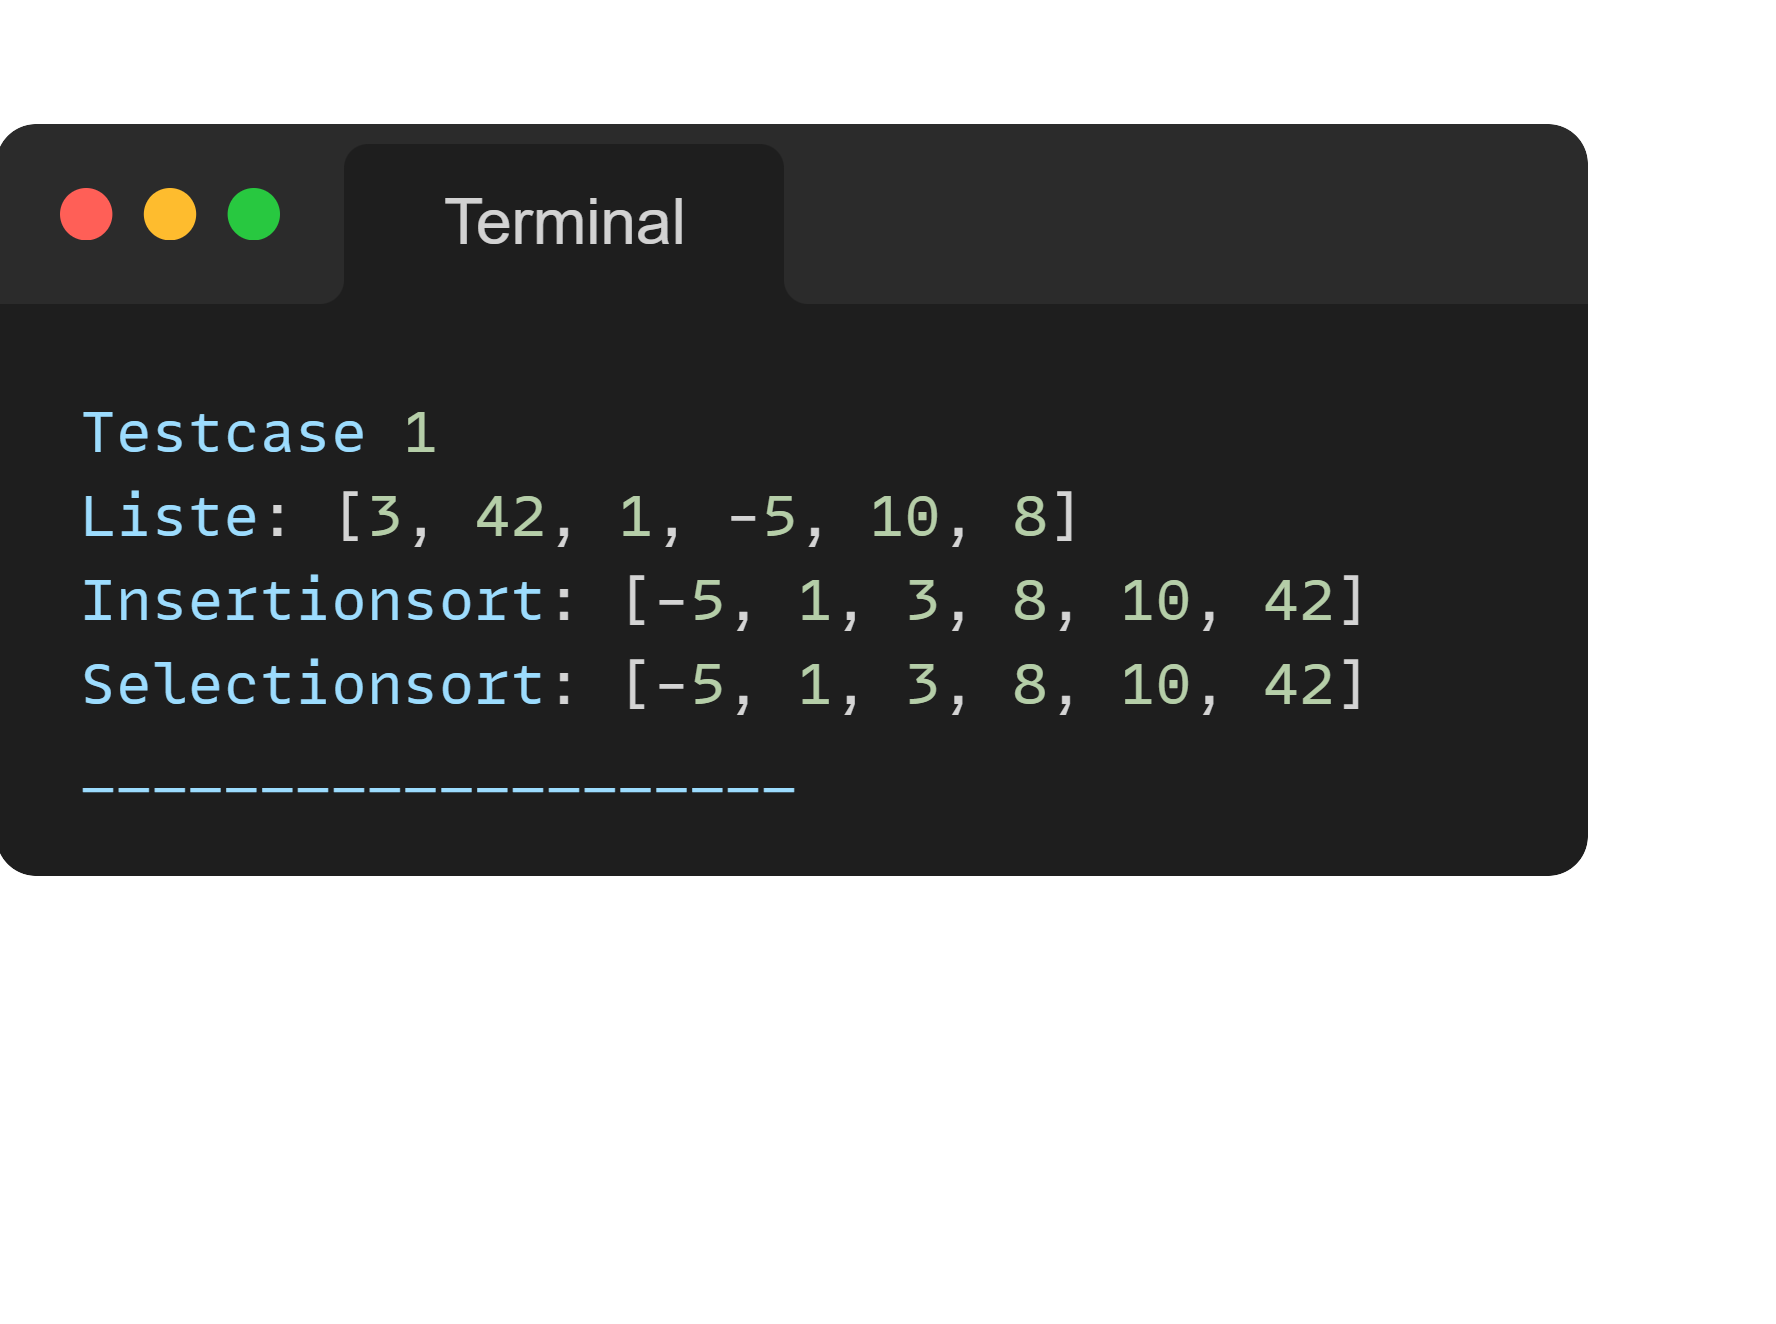 Terminal
Testcase 1
Liste: [3, 42, 1, -5, 10, 8]
Insertionsort: [-5, 1, 3, 8, 10, 42]
Selectionsort: [-5, 1, 3, 8, 10, 42]
____________________